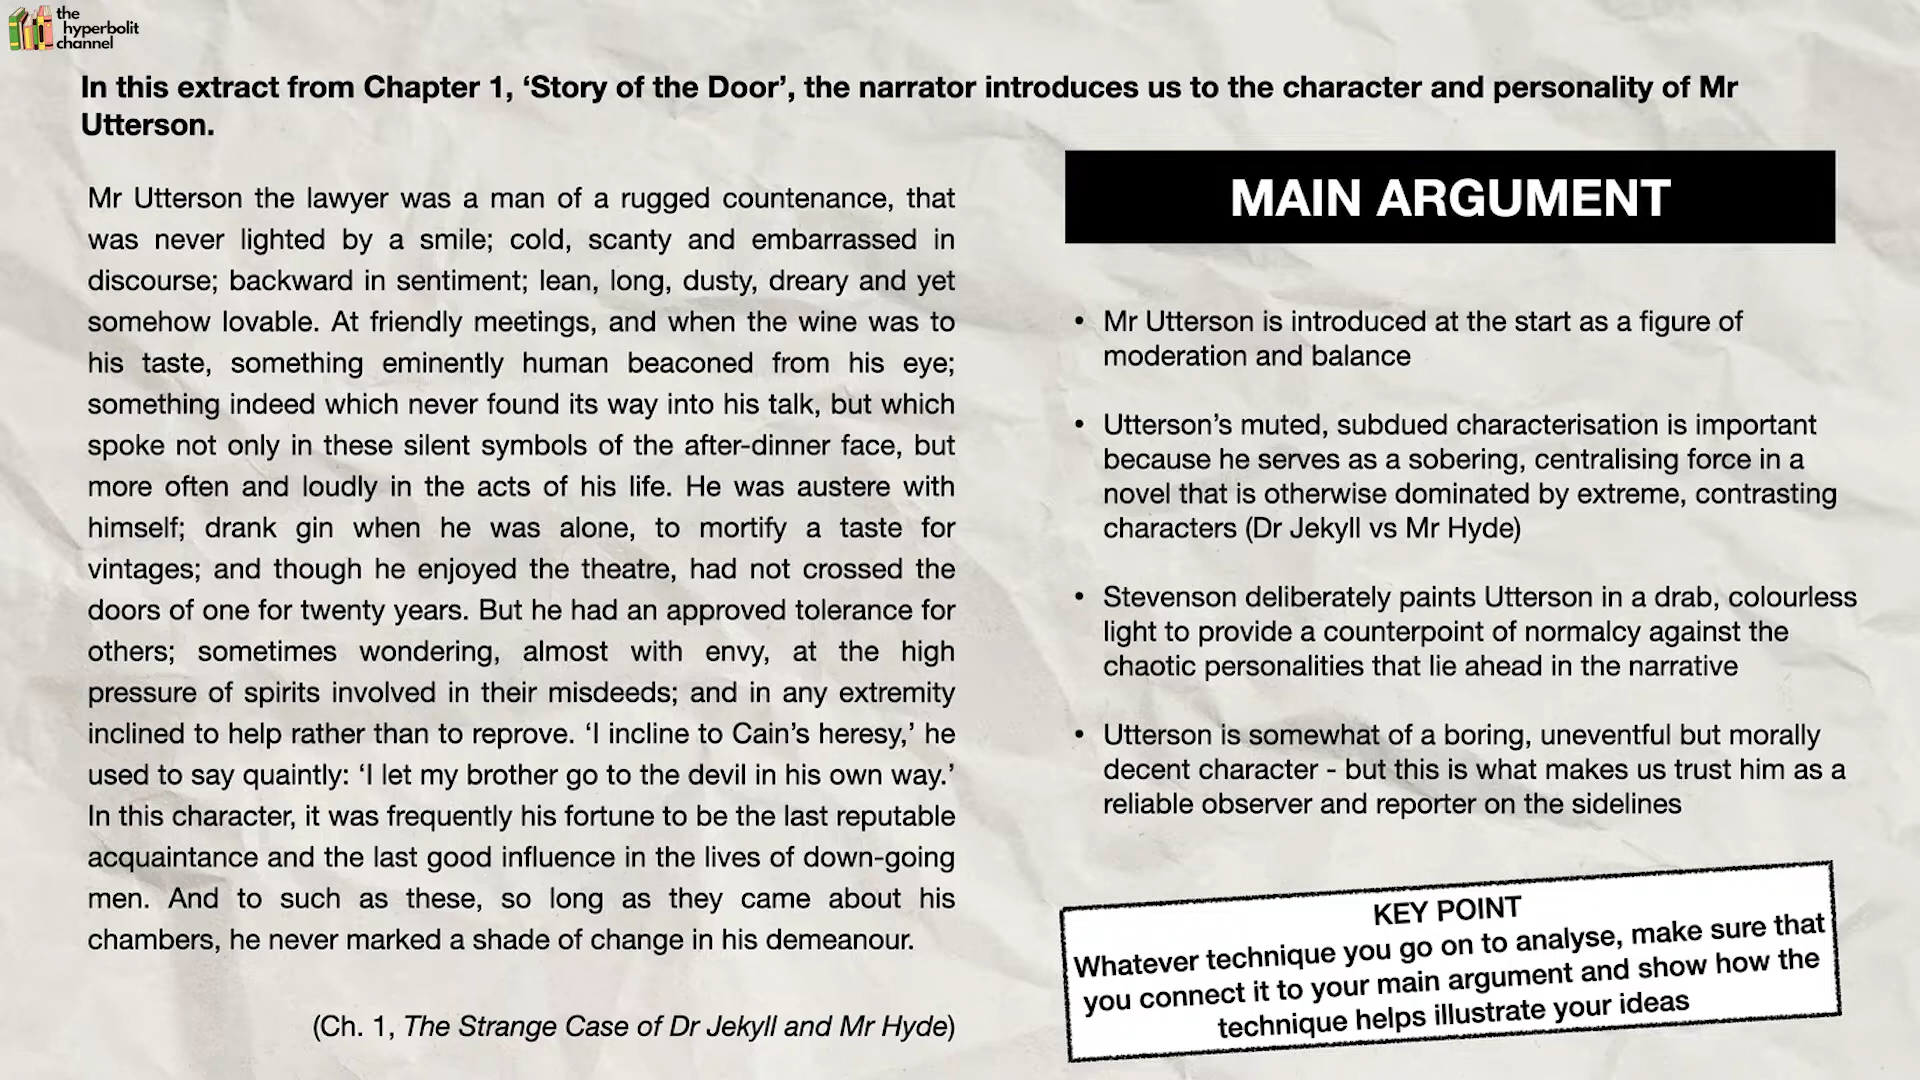 the
hyperbolit
channel
In this extract from Chapter 1, ‘Story of the Door’, the narrator introduces us to the character and personality of Mr
Utterson.
Mr Utterson the lawyer was a man of a rugged countenance, that
was never lighted by a smile; cold, scanty and embarrassed in
discourse; backward in sentiment; lean, long, dusty, dreary and yet
somehow lovable. At friendly meetings, and when the wine was to
his taste, something eminently human beaconed from his eye;
something indeed which never found its way into his talk, but which
spoke not only in these silent symbols of the after-dinner face, but
more often and loudly in the acts of his life. He was austere with
himself; drank gin when he was alone, to mortify a taste for
vintages; and though he enjoyed the theatre, had not crossed the
doors of one for twenty years. But he had an approved tolerance for
others; sometimes wondering, almost with envy, at the high
pressure of spirits involved in their misdeeds; and in any extremity
inclined to help rather than to reprove. ‘I incline to Cain’s heresy,’ he
used to say quaintly: ‘I let my brother go to the devil in his own way.’
In this character, it was frequently his fortune to be the last reputable
acquaintance and the last good influence in the lives of down-going
men. And to such as these, so long as they came about his
chambers, he never marked a shade of change in his demeanour.
(Ch. 1, The Strange Case of Dr Jekyll and Mr Hyde)
MAIN ARGUMENT
• Mr Utterson is introduced at the start as a figure of
moderation and balance
• Utterson’s muted, subdued characterisation is important
because he serves as a sobering, centralising force in a
novel that is otherwise dominated by extreme, contrasting
characters (Dr Jekyll vs Mr Hyde)
• Stevenson deliberately paints Utterson in a drab, colourless
light to provide a counterpoint of normalcy against the
chaotic personalities that lie ahead in the narrative
• Utterson is somewhat of a boring, uneventful but morally
decent character - but this is what makes us trust him as a
reliable observer and reporter on the sidelines
KEY POINT
Whatever technique you go on to analyse, make sure that
you connect it to your main argument and show how the
technique helps illustrate your ideas